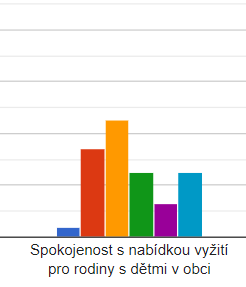 Spokojenost s nabídkou vyžití
pro rodiny s dětmi v obci